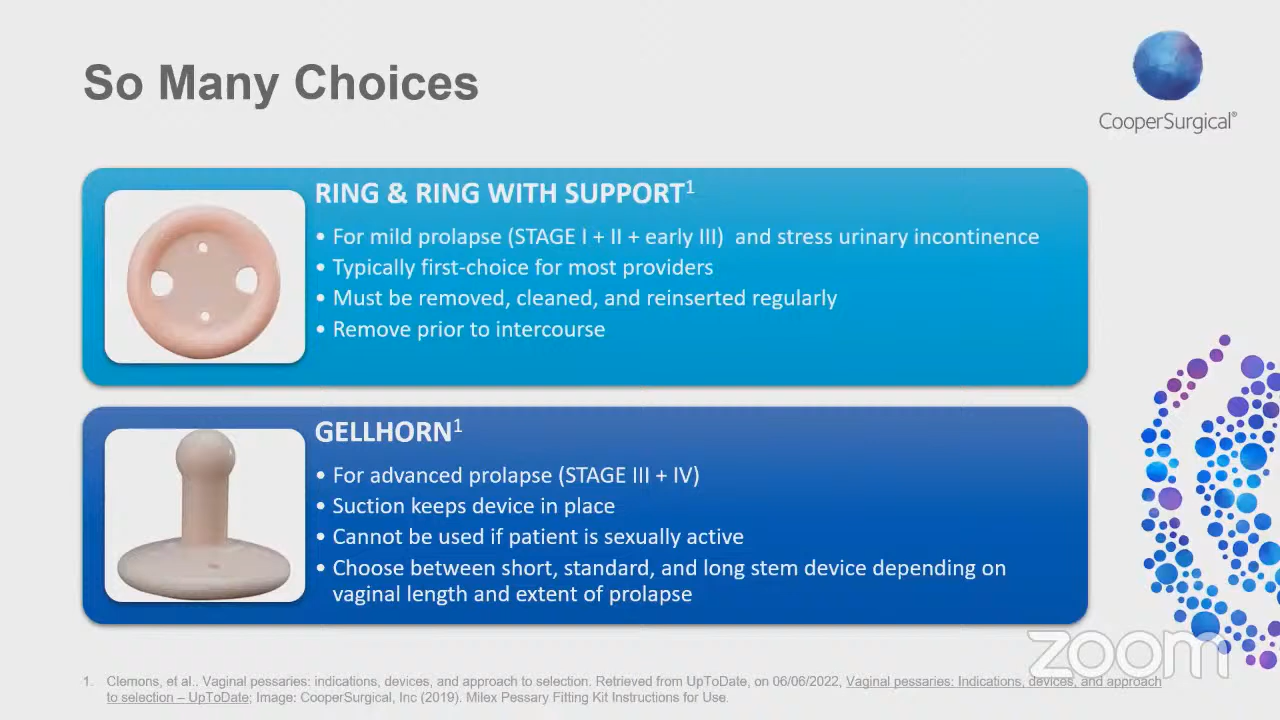 So Many Choices
CooperSurgical®
RING & RING WITH SUPPORT1
• For mild prolapse (STAGE I + II + early III)  and stress urinary incontinence
• Typically first-choice for most providers
• Must be removed, cleaned, and reinserted regularly
• Remove prior to intercourse
GELLHORN1
• For advanced prolapse (STAGE III + IV)
• Suction keeps device in place
• Cannot be used if patient is sexually active
• Choose between short, standard, and long stem device depending on
vaginal length and extent of prolapse
zoom
1. Clemons, et al.. Vaginal pessaries: indications, devices, and approach to selection. Retrieved from UpToDate, on 06/06/2022, Vaginal pessaries: Indications, devices, and approach
to selection – UpToDate; Image: CooperSurgical, Inc (2019). Milex Pessary Fitting Kit Instructions for Use.